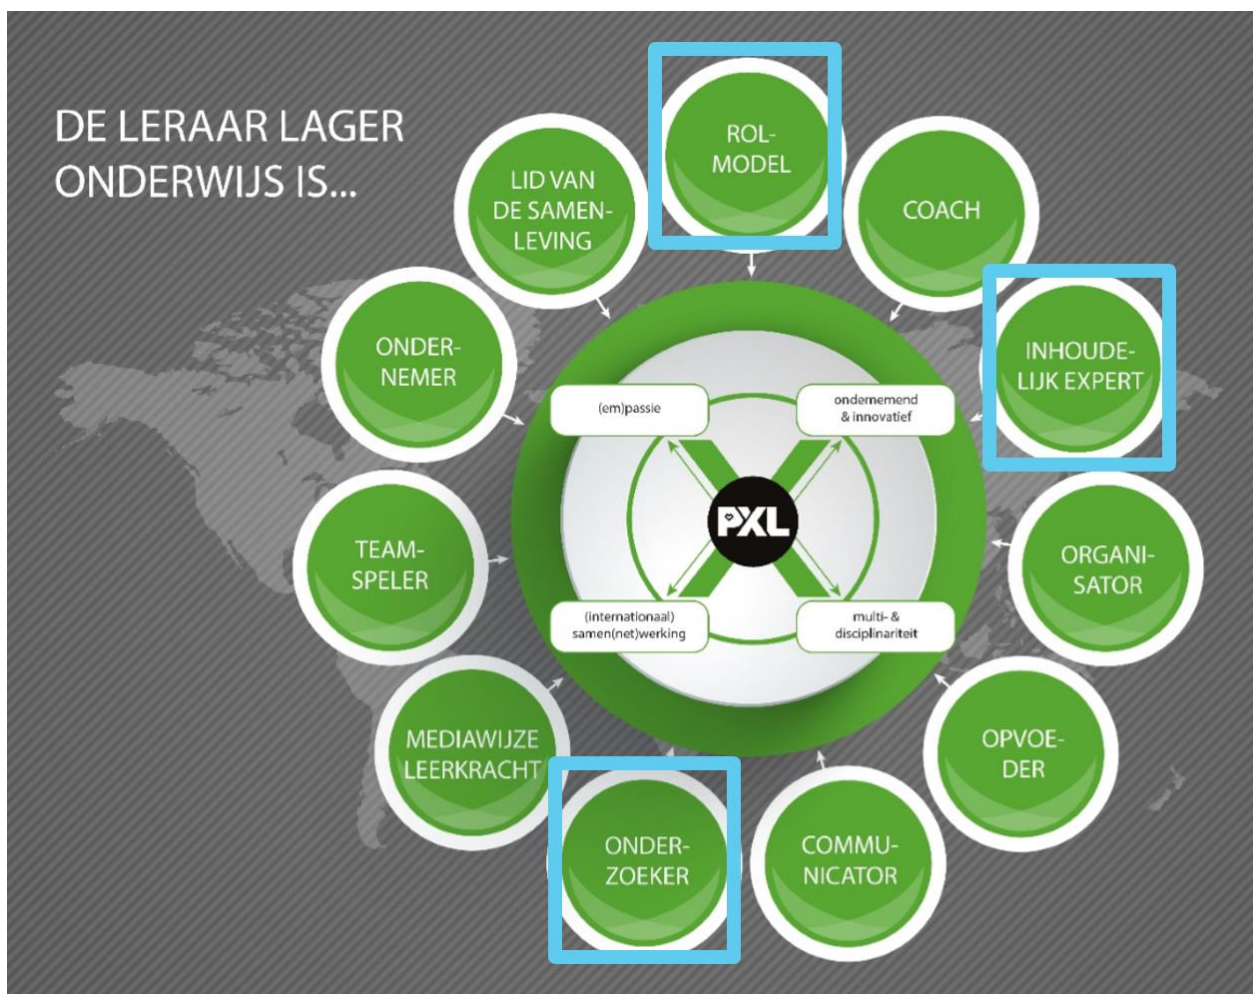 DE LERAAR LAGER
ONDERWIJS IS...
ROL-
MODEL
COACH
INHOUDE-
LIJK EXPERT
ORGANI-
SATOR
OPVOE-
DER
COMMU-
NICATOR
ONDER-
ZOEKER
MEDIAWIJZE
LEERKRACHT
TEAM-
SPELER
ONDER-
NEMER
LID VAN
DE SAMEN-
LEVING
(em)passie
ondernemend
& innovatief
PXL
(internationaal)
samen(net)werking
multi- &
disciplinariteit